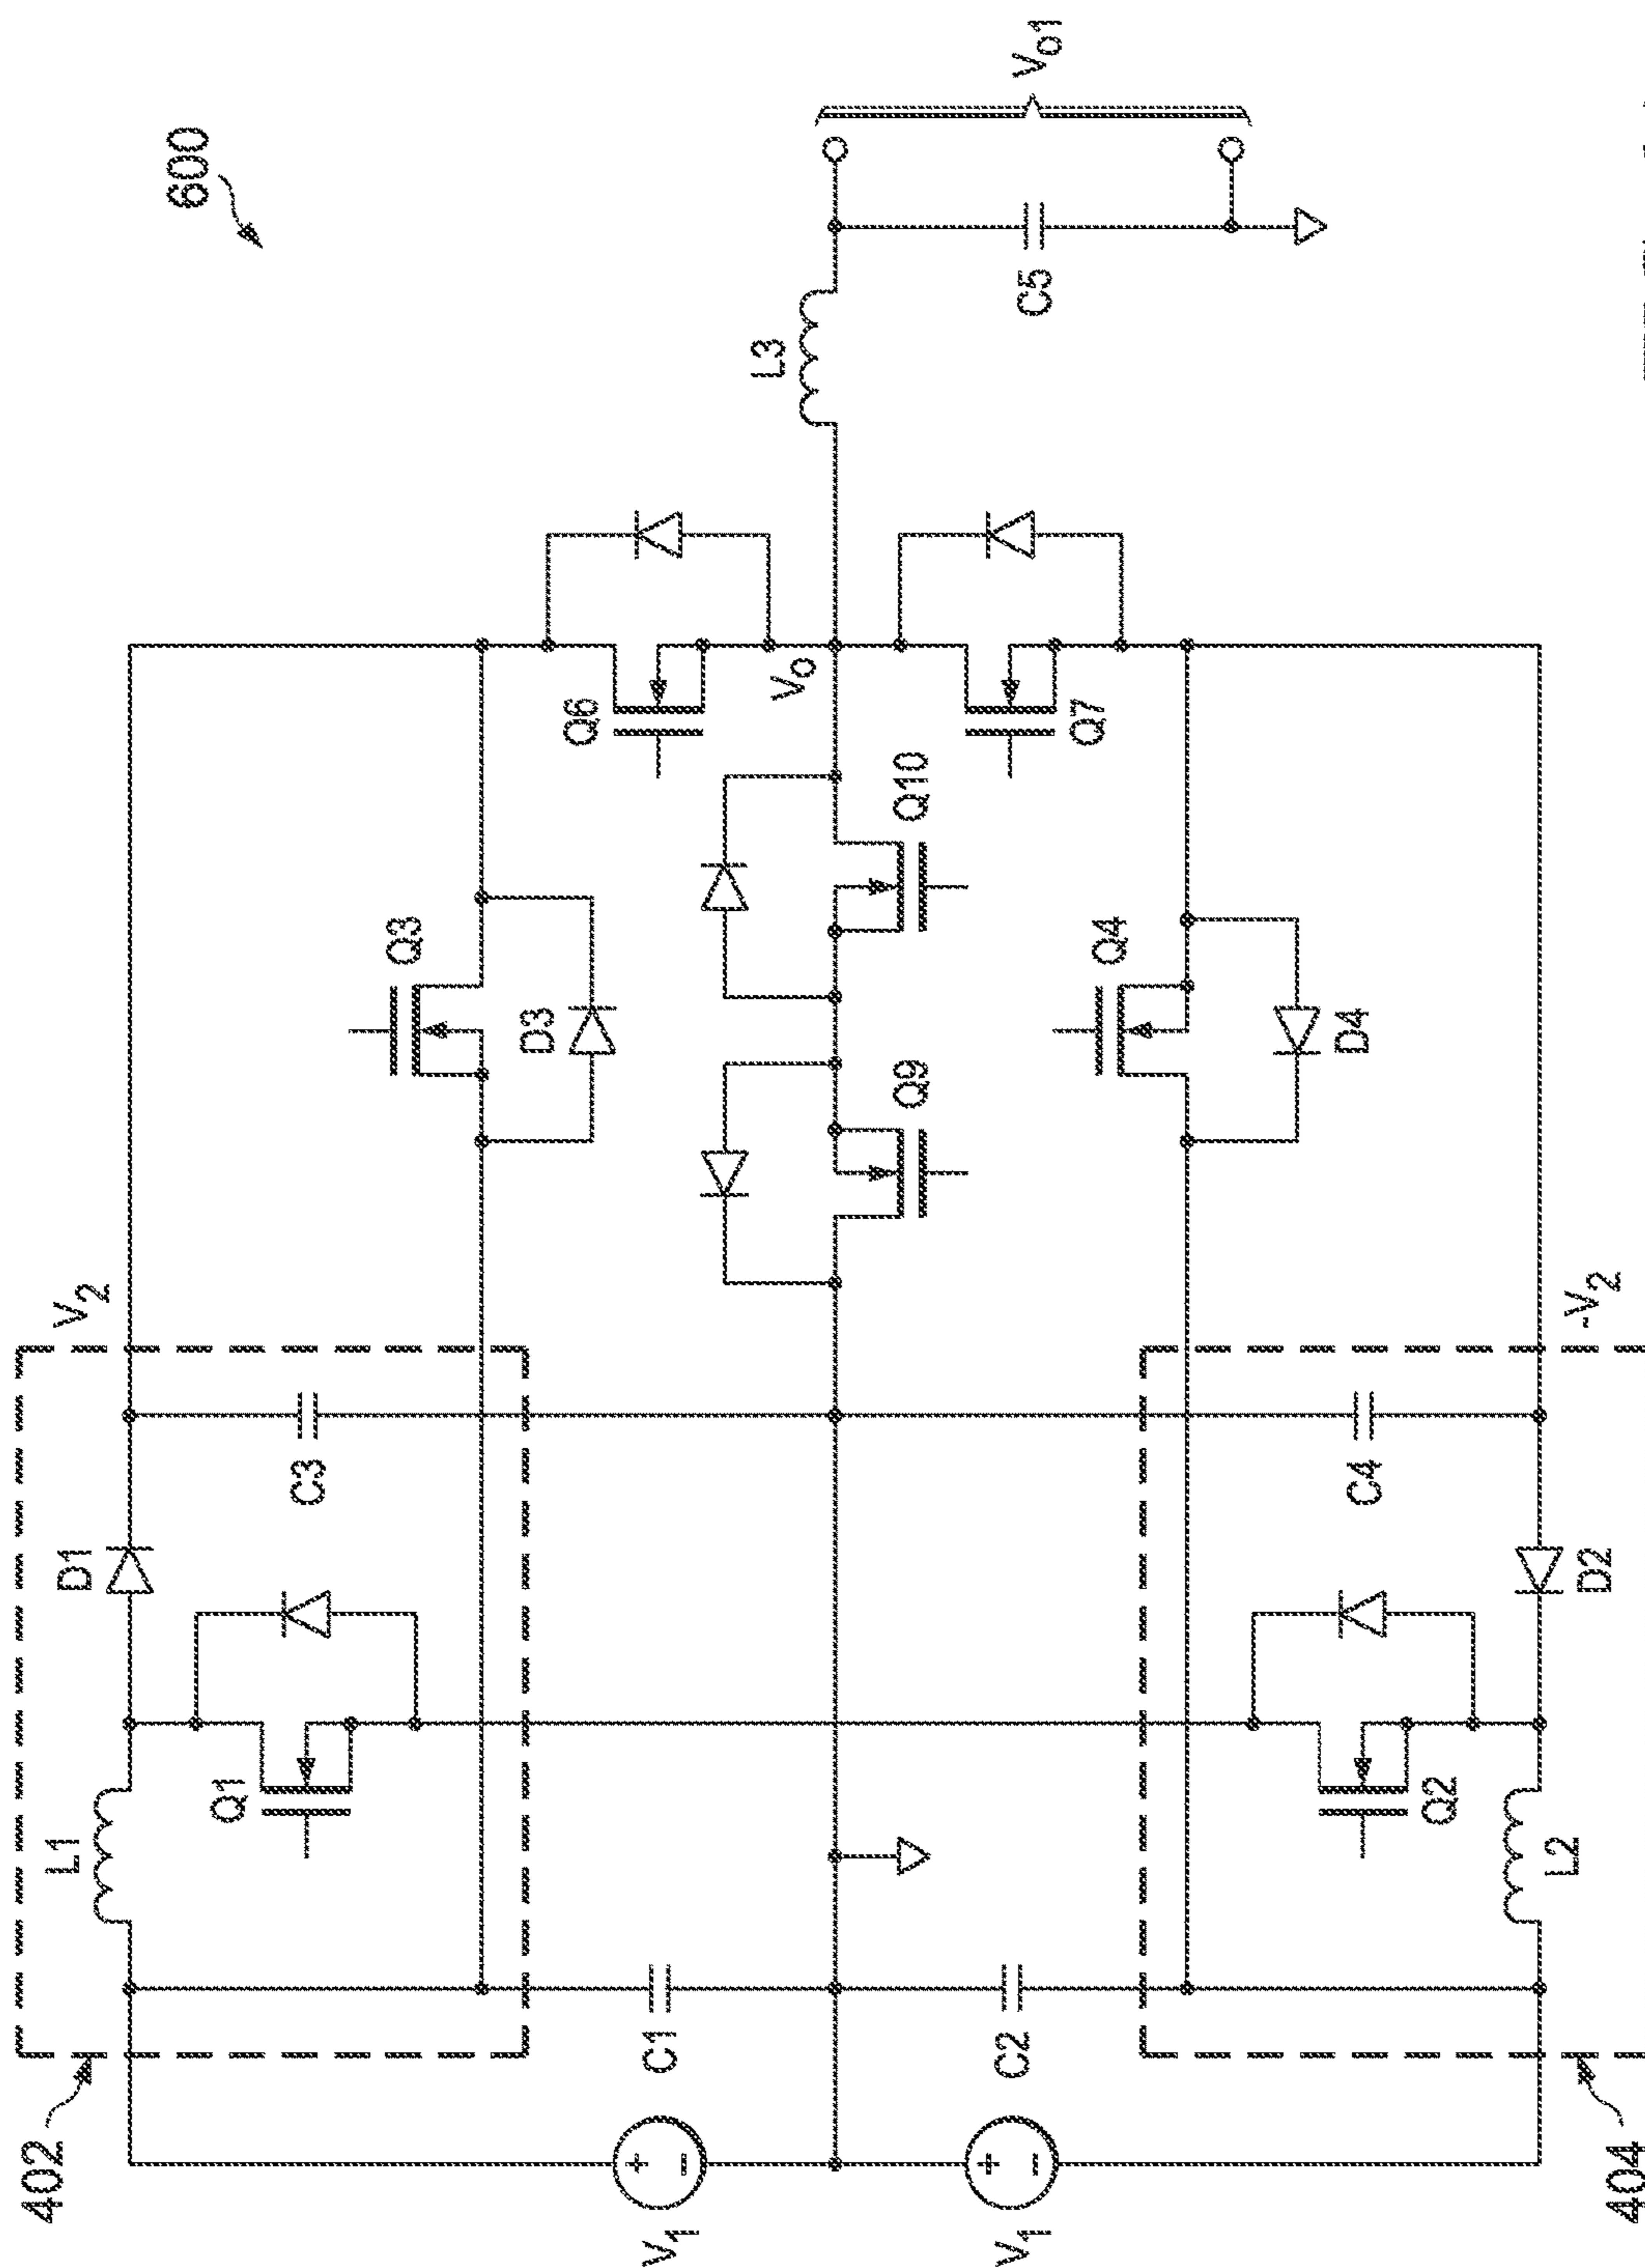 600
402
L1
D1
V2
Q1
C3
Q3
D3
Q6
Vo
L3
Vo1
C5
V1
+
-
C1
Q9
Q10
V1
+
-
C2
Q4
D4
Q7
Q2
C4
L2
D2
-V2
404